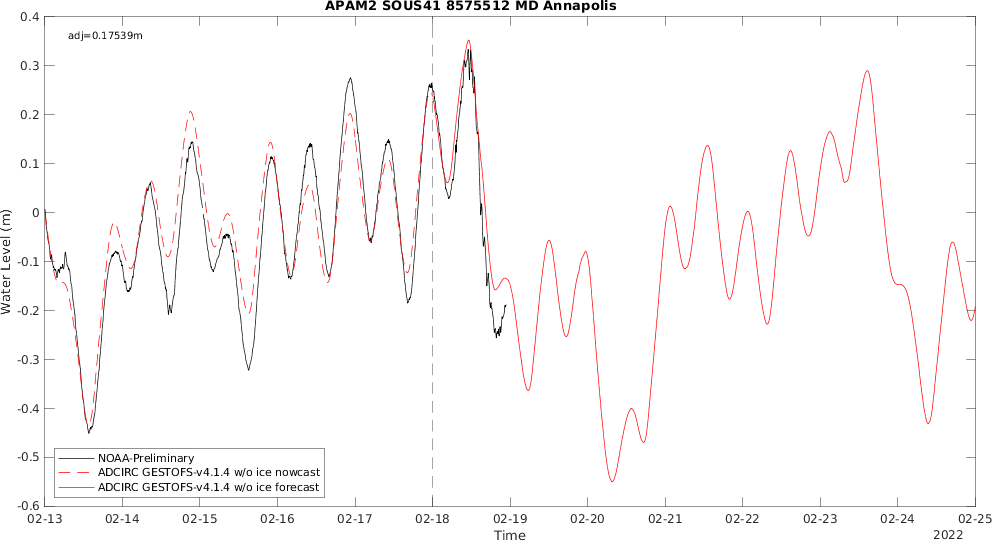 APAM2 SOUS41 8575512 MD Annapolis
adj=0.17539m
0.4
0.3
0.2
0.1
0
-0.1
-0.2
-0.3
-0.4
-0.5
-0.6
Water Level (m)
NOAA-Preliminary
ADCIRC GESTOFS-v4.1.4 w/o ice nowcast
ADCIRC GESTOFS-v4.1.4 w/o ice forecast
02-13 02-14 02-15 02-16 02-17 02-18 02-19 02-20 02-21 02-22 02-23 02-24 02-25
Time
2022